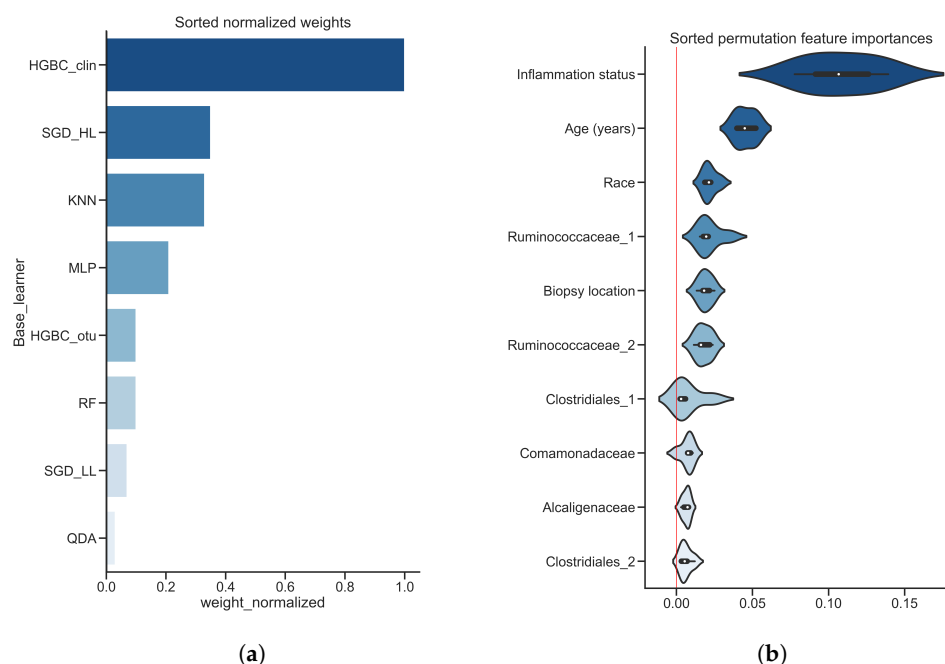 Sorted normalized weights
Base_learner
HGBC_clin
SGD_HL
KNN
MLP
HGBC_otu
RF
SGD_LL
QDA
0.0 0.2 0.4 0.6 0.8 1.0
weight_normalized
(a)
Sorted permutation feature importances
Inflammation status
Age (years)
Race
Ruminococcaceae_1
Biopsy location
Ruminococcaceae_2
Clostridiales_1
Comamonadaceae
Alcaligenaceae
Clostridiales_2
0.00 0.05 0.10 0.15
(b)